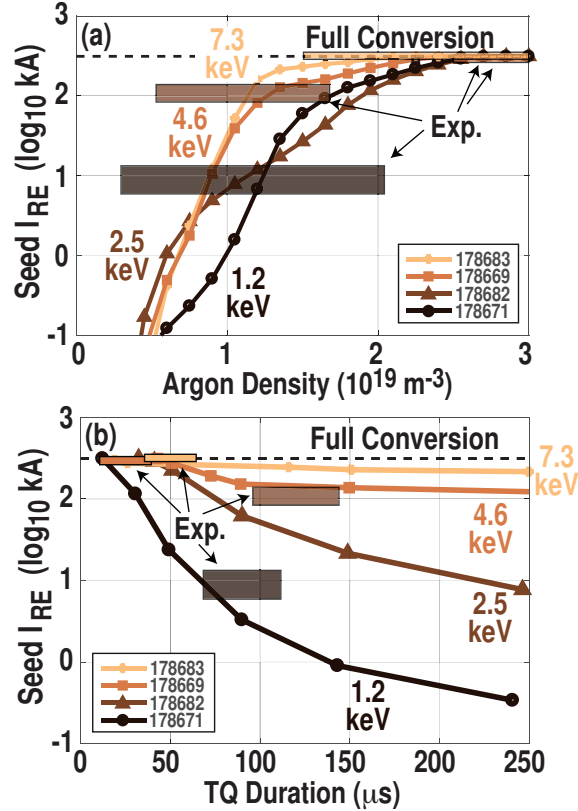 (a)
Full Conversion
7.3
keV
4.6
keV
Exp.
2.5
keV
1.2
keV
178683
178669
178682
178671
3
2
1
0
-1
0 1 2 3
Seed I_RE (log₁₀ kA)
Argon Density (10¹⁹ m⁻³)
(b)
Full Conversion
7.3
keV
4.6
keV
Exp.
2.5
keV
1.2
keV
178683
178669
178682
178671
3
2
1
0
-1
0 50 100 150 200 250
Seed I_RE (log₁₀ kA)
TQ Duration (μs)